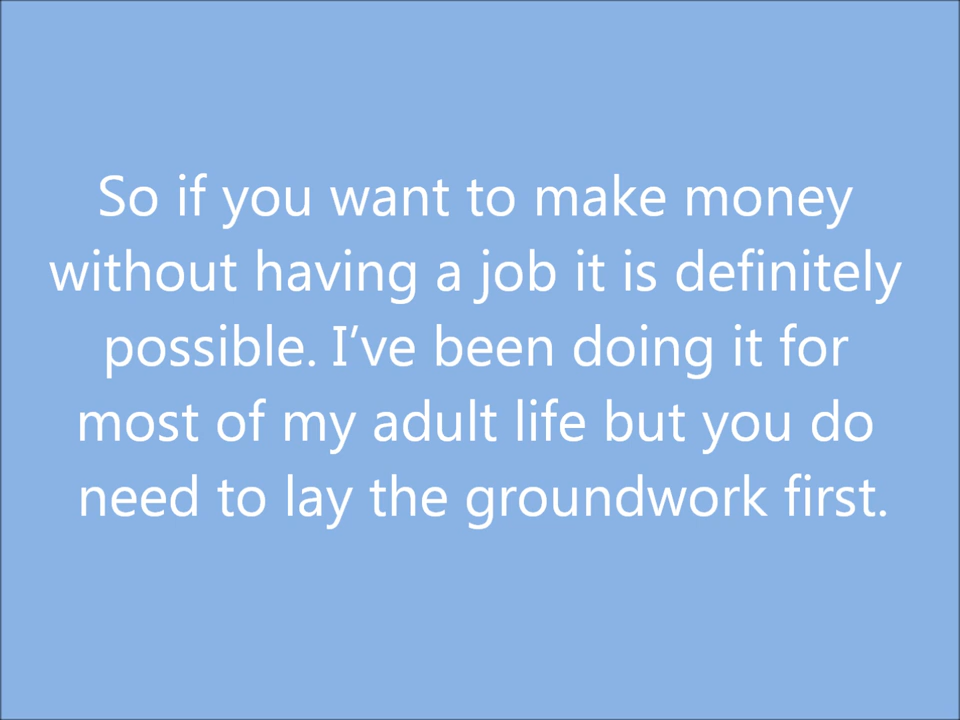 So if you want to make money
without having a job it is definitely
possible. I’ve been doing it for
most of my adult life but you do
need to lay the groundwork first.